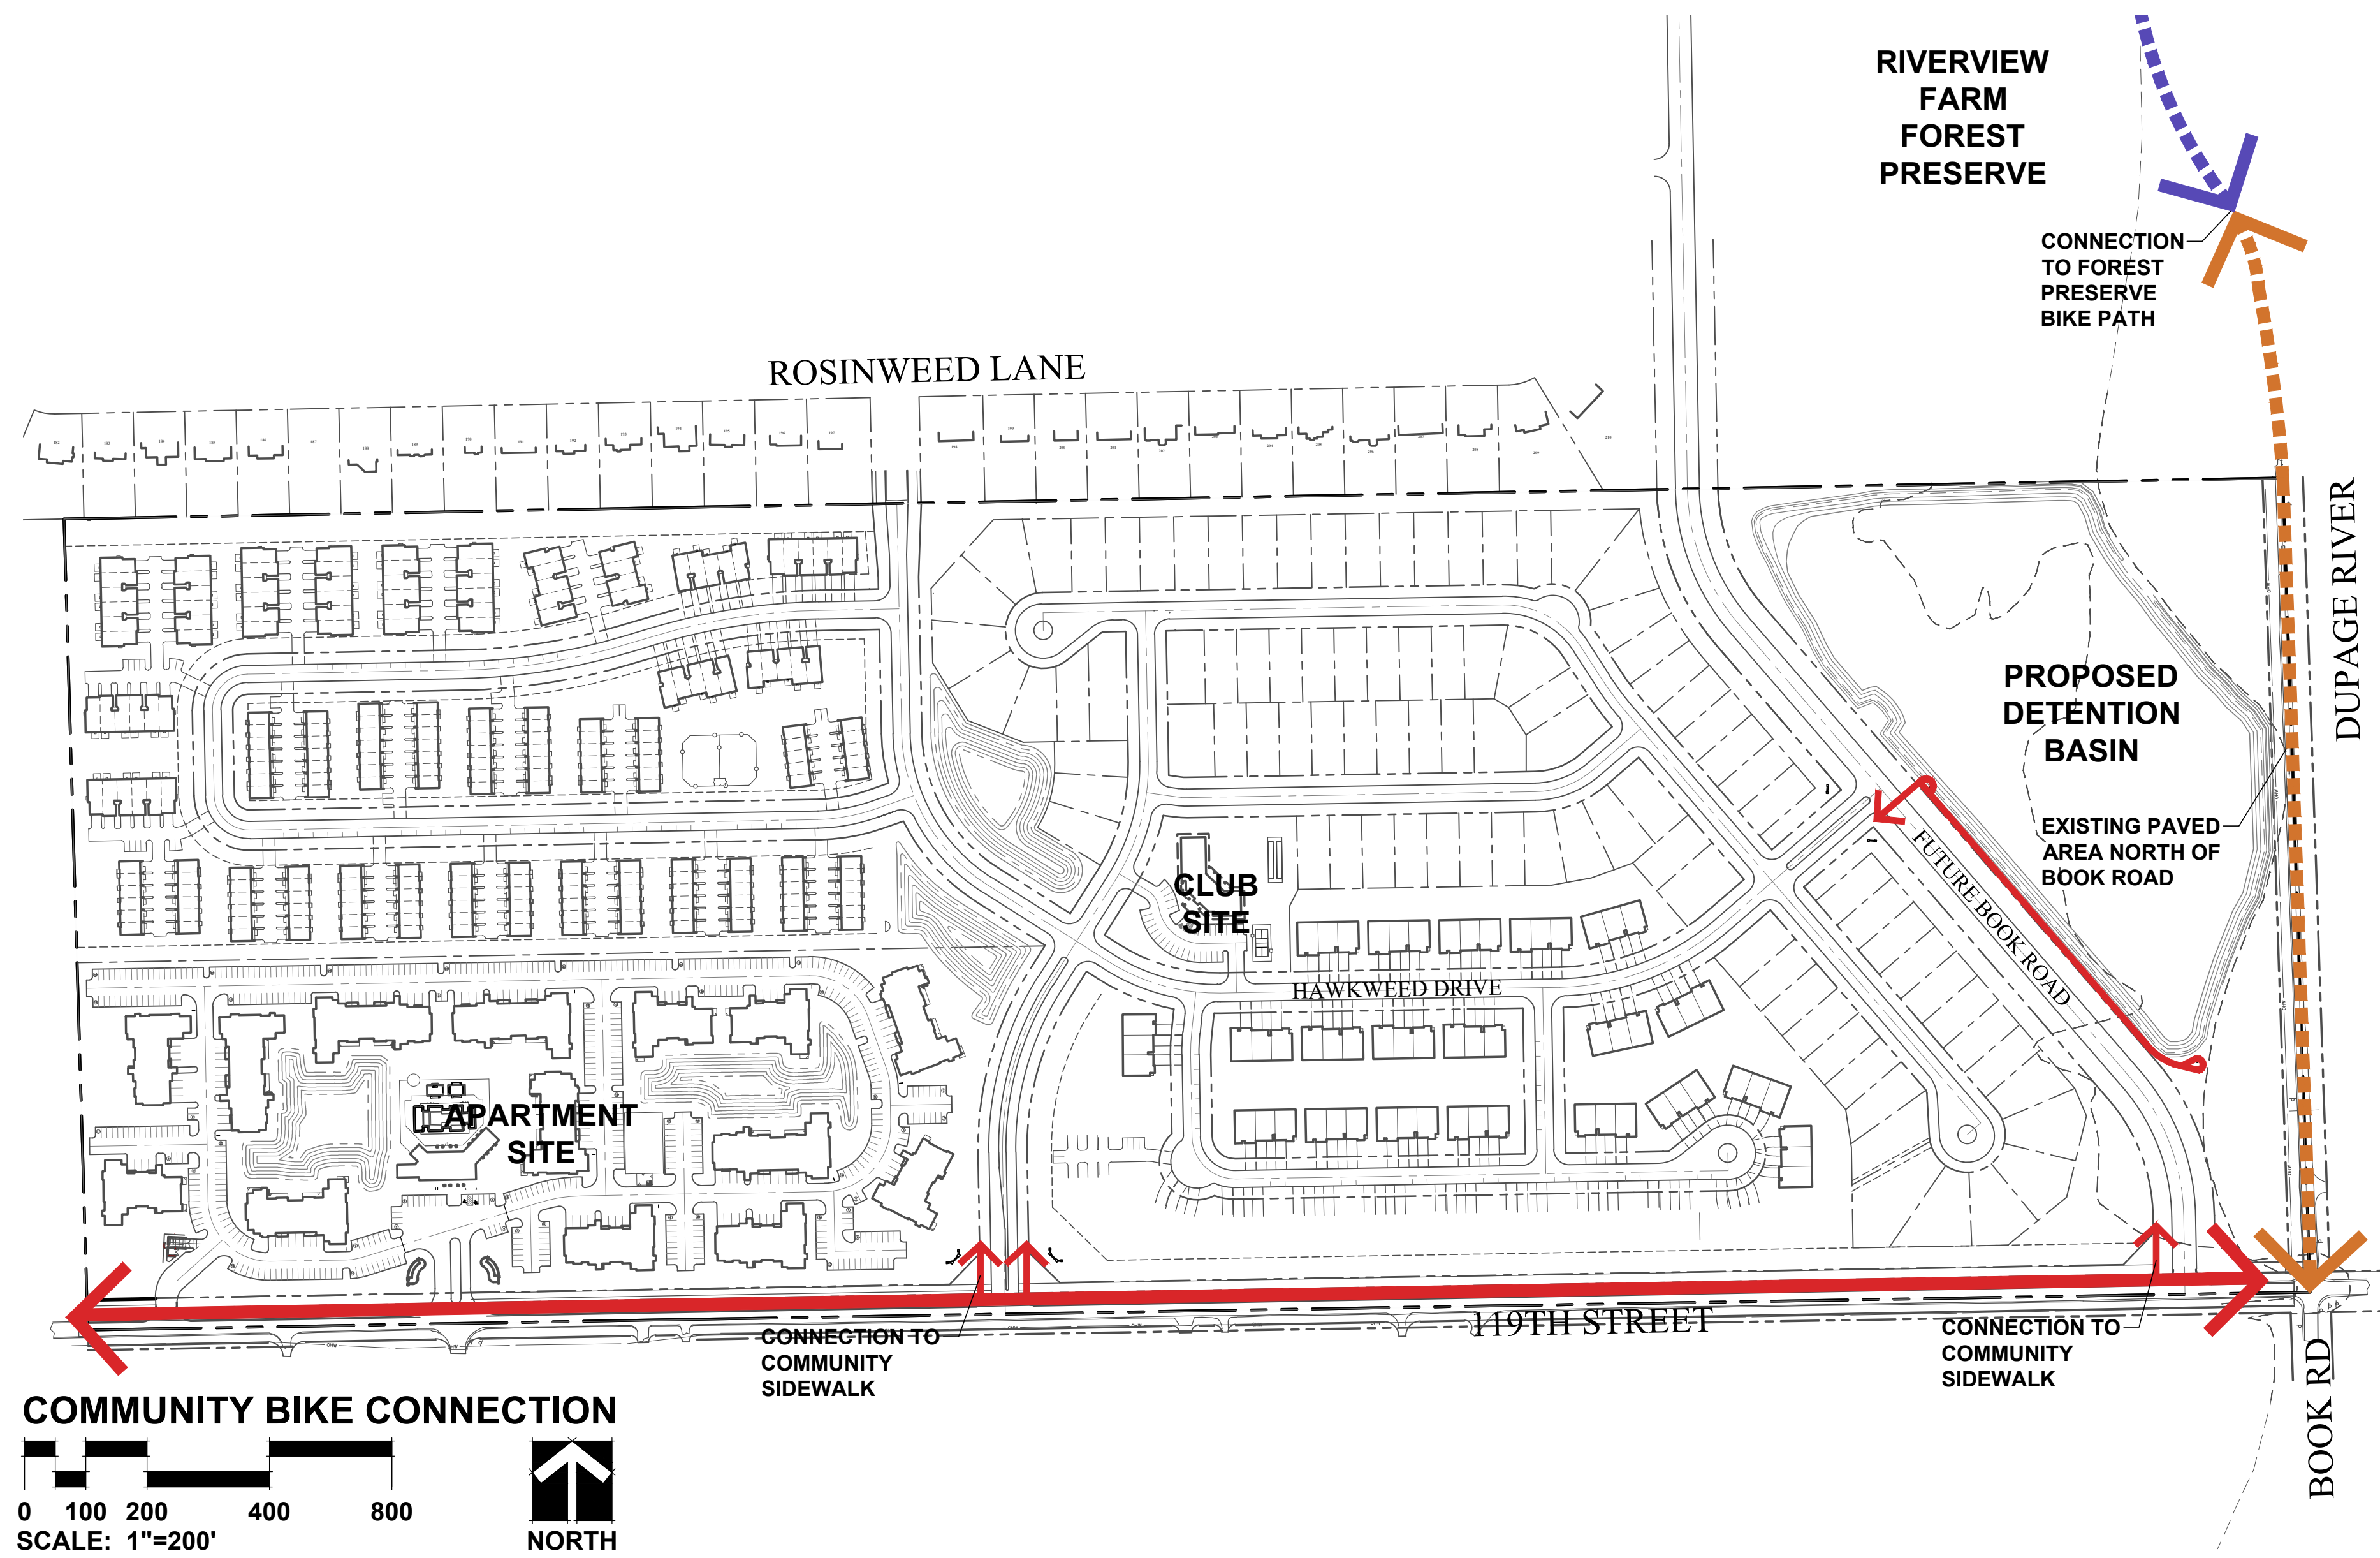 RIVERVIEW
FARM
FOREST
PRESERVE
CONNECTION
TO FOREST
PRESERVE
BIKE PATH
ROSINWEED LANE
DUPAGE RIVER
PROPOSED
DETENTION
BASIN
EXISTING PAVED
AREA NORTH OF
BOOK ROAD
FUTURE BOOK ROAD
CLUB
SITE
HAWKWEED DRIVE
APARTMENT
SITE
119TH STREET
CONNECTION TO
COMMUNITY
SIDEWALK
CONNECTION TO
COMMUNITY
SIDEWALK
BOOK RD
COMMUNITY BIKE CONNECTION
0 100 200 400 800
SCALE: 1"=200'
NORTH